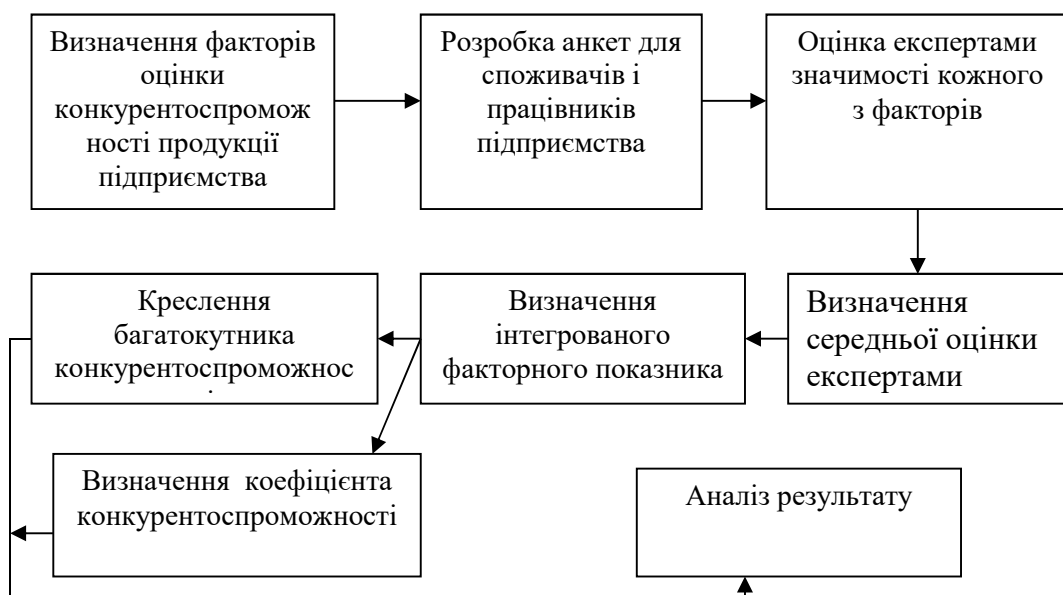 Визначення факторів
оцінки
конкурентоспромож
ності продукції
підприємства
Розробка анкет для
споживачів і
працівників
підприємства
Оцінка експертами
значимості кожного
з факторів
Креслення
багатокутника
конкурентоспроможнос
Визначення
інтегрованого
факторного показника
Визначення
середньої оцінки
експертами
Визначення коефіцієнта
конкурентоспроможності
Аналіз результату